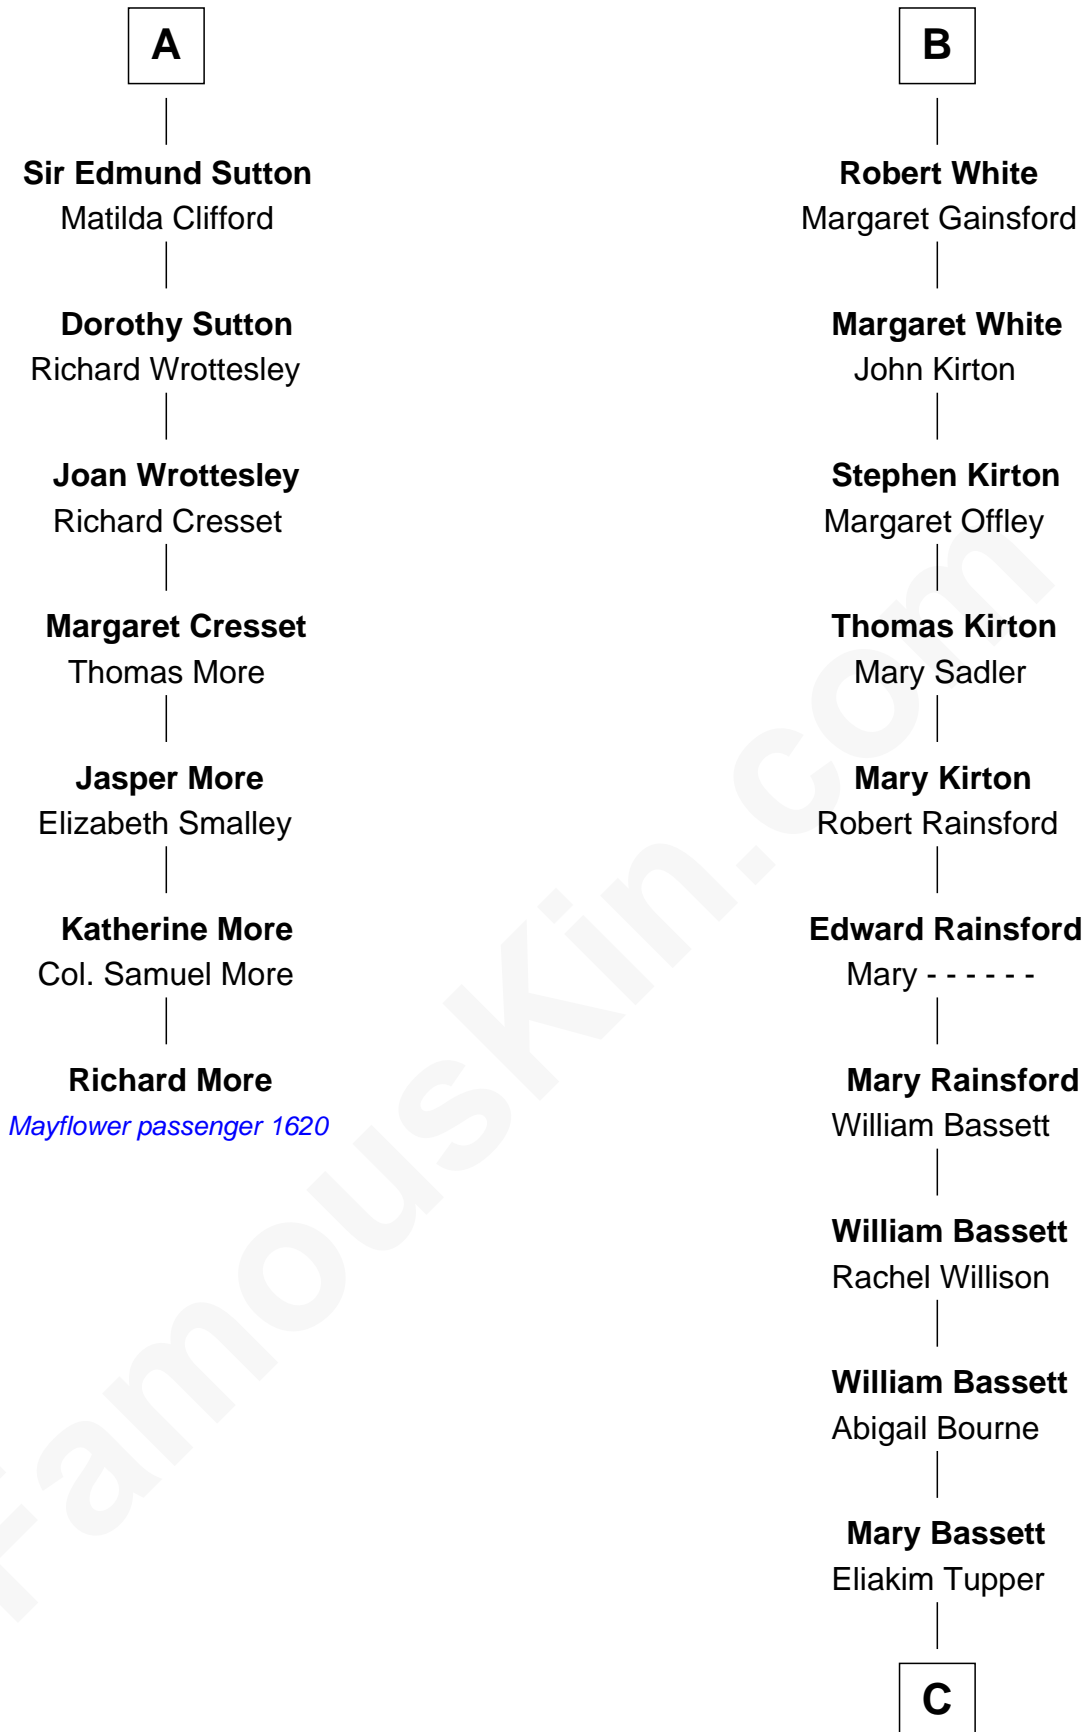 A
Sir Edmund Sutton
Matilda Clifford
Dorothy Sutton
Richard Wrottesley
Joan Wrottesley
Richard Cresset
Margaret Cresset
Thomas More
Jasper More
Elizabeth Smalley
Katherine More
Col. Samuel More
Richard More
Mayflower passenger 1620
B
Robert White
Margaret Gainsford
Margaret White
John Kirton
Stephen Kirton
Margaret Offley
Thomas Kirton
Mary Sadler
Mary Kirton
Robert Rainsford
Edward Rainsford
Mary - - - - - -
Mary Rainsford
William Bassett
William Bassett
Rachel Willison
William Bassett
Abigail Bourne
Mary Bassett
Eliakim Tupper
C
FamousKin.com